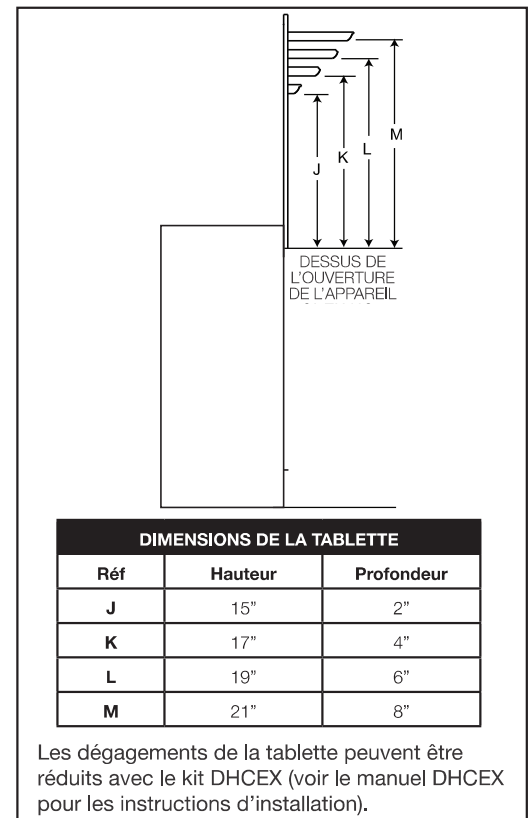 M
L
K
J
DESSUS DE
L'OUVERTURE
DE L'APPAREIL
DIMENSIONS DE LA TABLETTE
Réf Hauteur Profondeur
J 15” 2”
K 17” 4”
L 19” 6”
M 21” 8”
Les dégagements de la tablette peuvent être
réduits avec le kit DHCEX (voir le manuel DHCEX
pour les instructions d'installation).